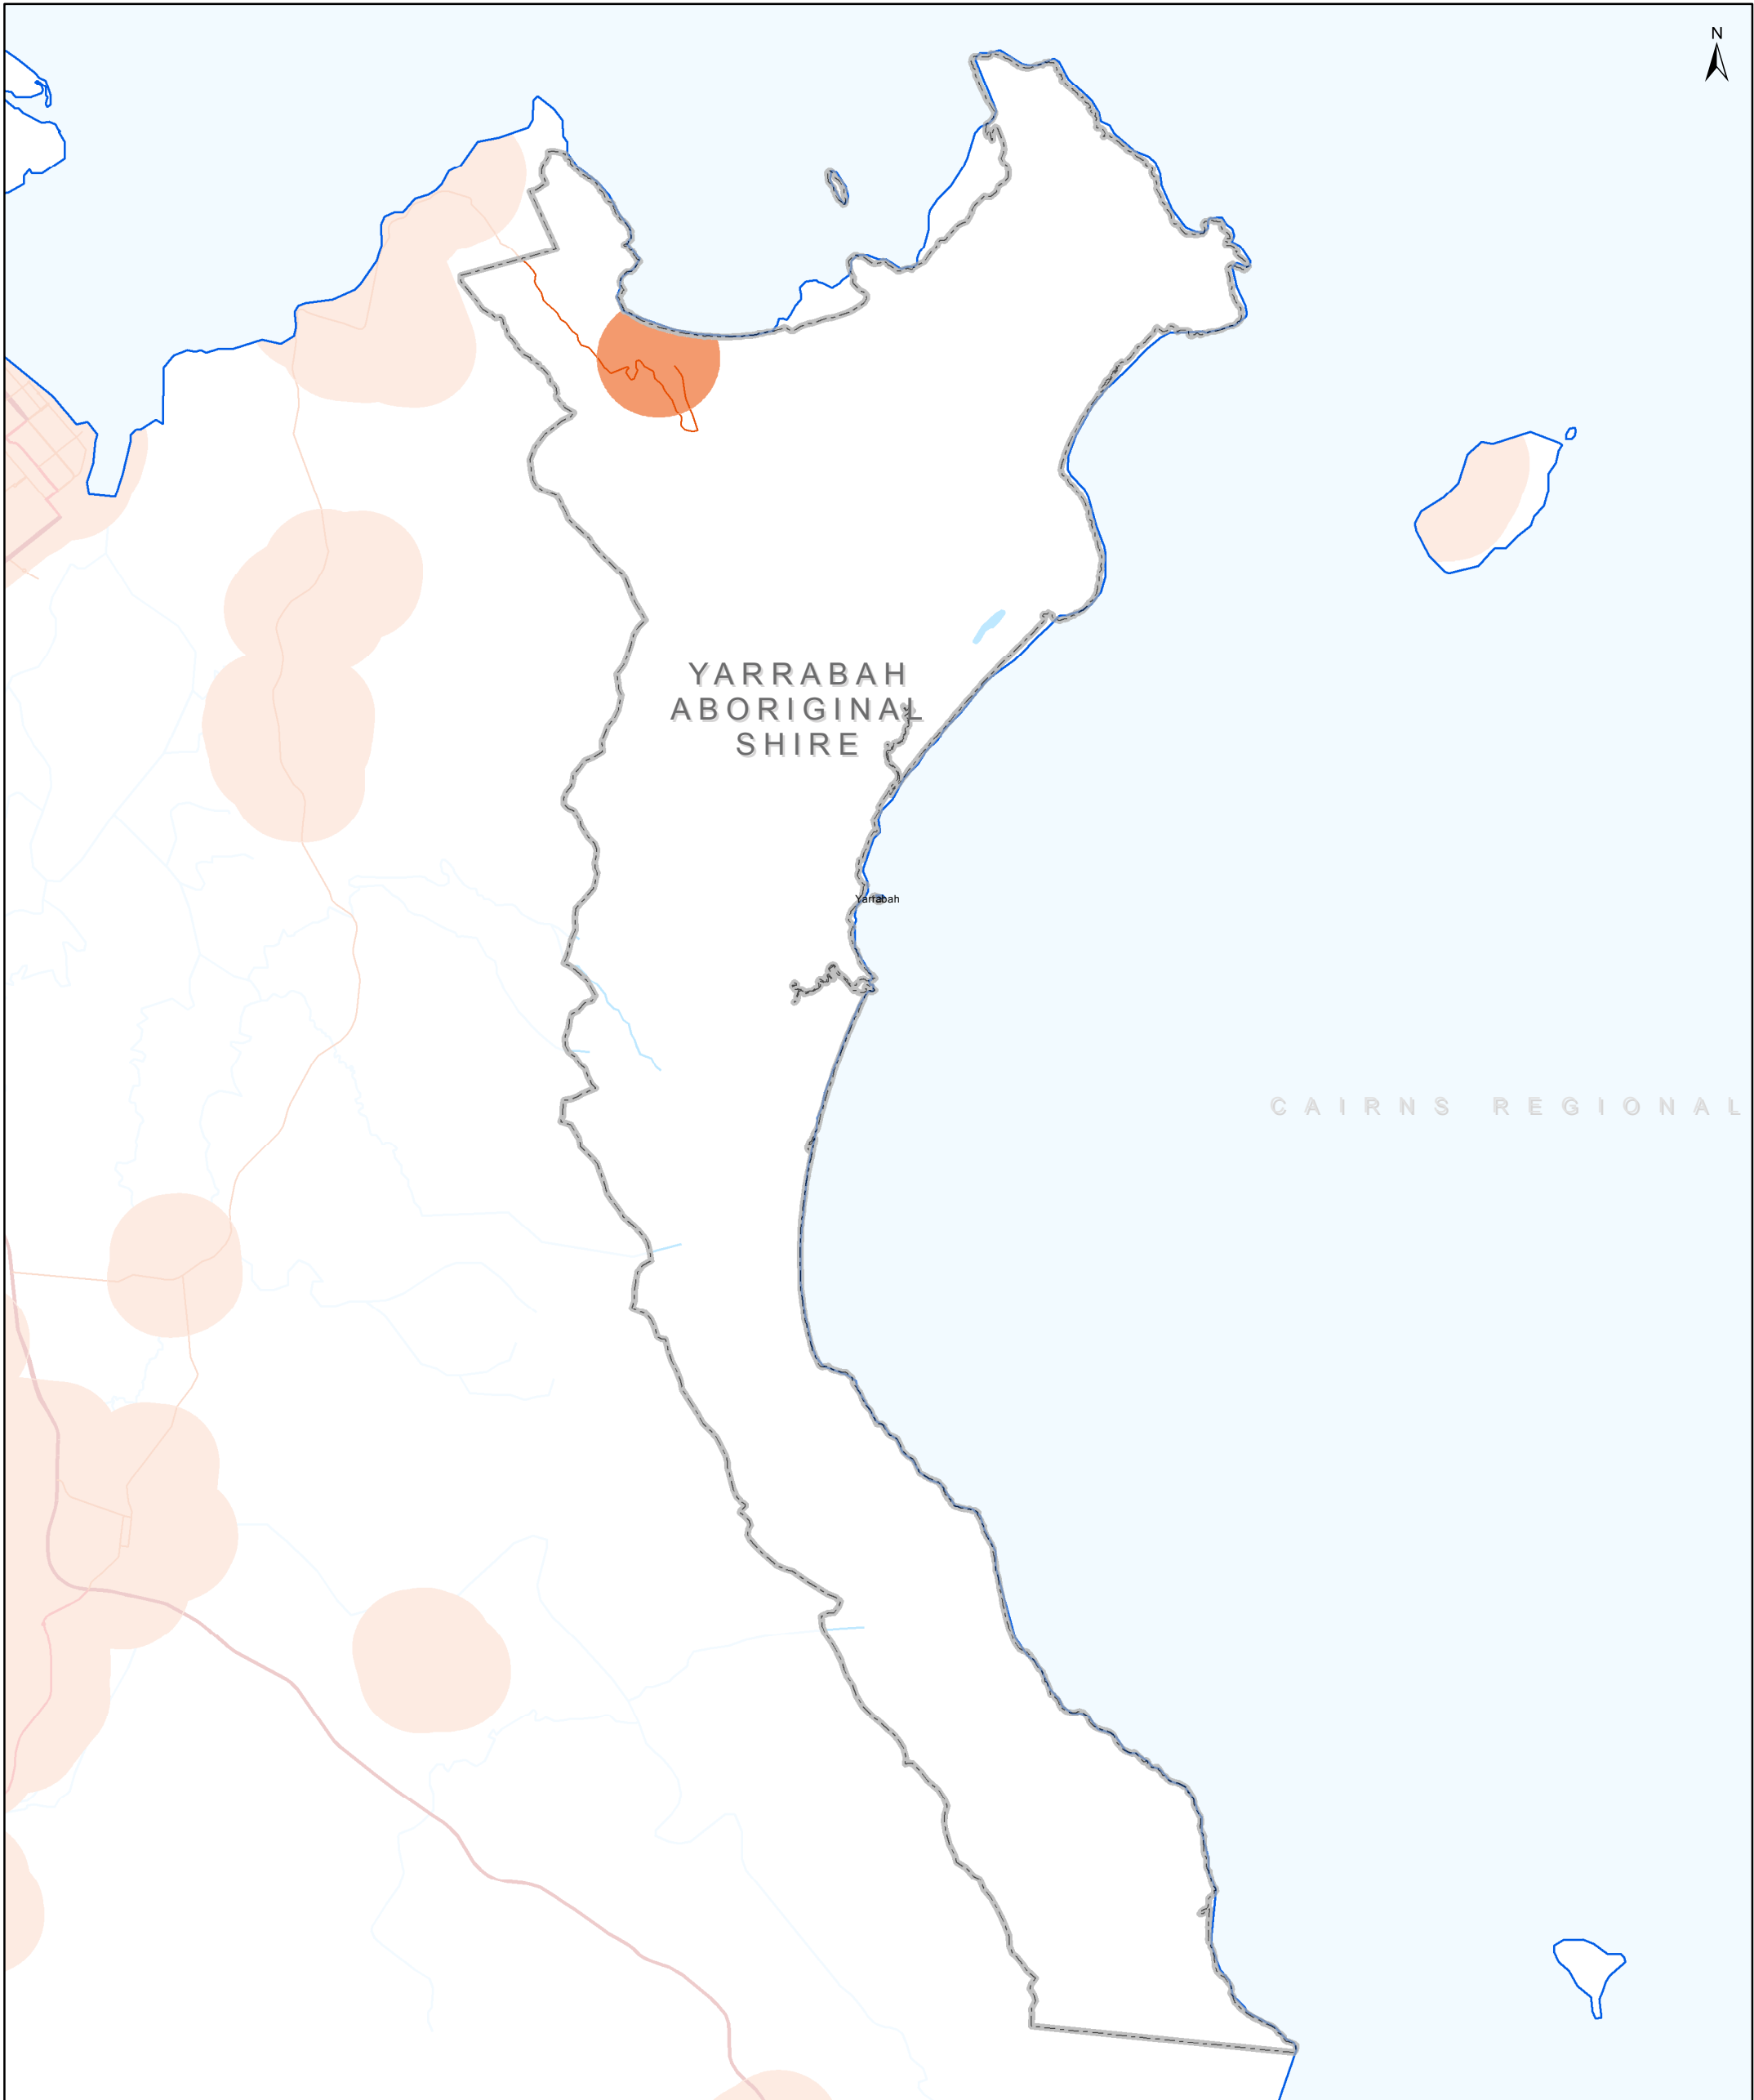 N
YARRABAH
ABORIGINAL
SHIRE
Yarrabah
CAIRNS REGIONAL